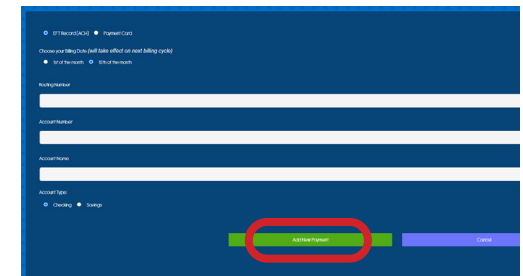 EFT Record (ACH) Payment Card
Choose your Billing Date (will take effect on next billing cycle)
1st of the month 15th of the month
Routing Number
Account Number
Account Name
Account Type:
Checking Savings
Add New Payment Cancel